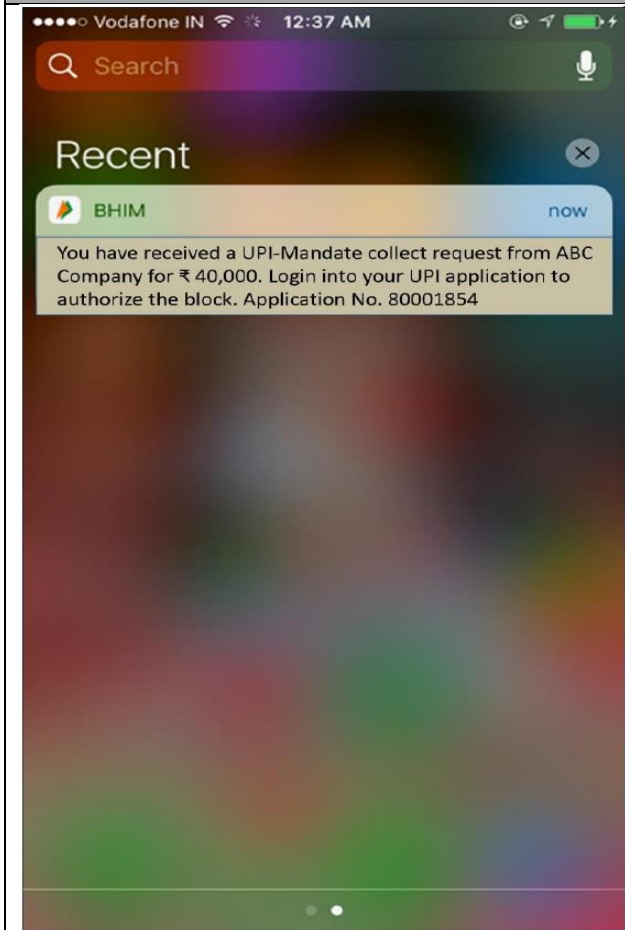 Vodafone IN 12:37 AM
Search
Recent
BHIM now
You have received a UPI-Mandate collect request from ABC
Company for ₹ 40,000. Login into your UPI application to
authorize the block. Application No. 80001854